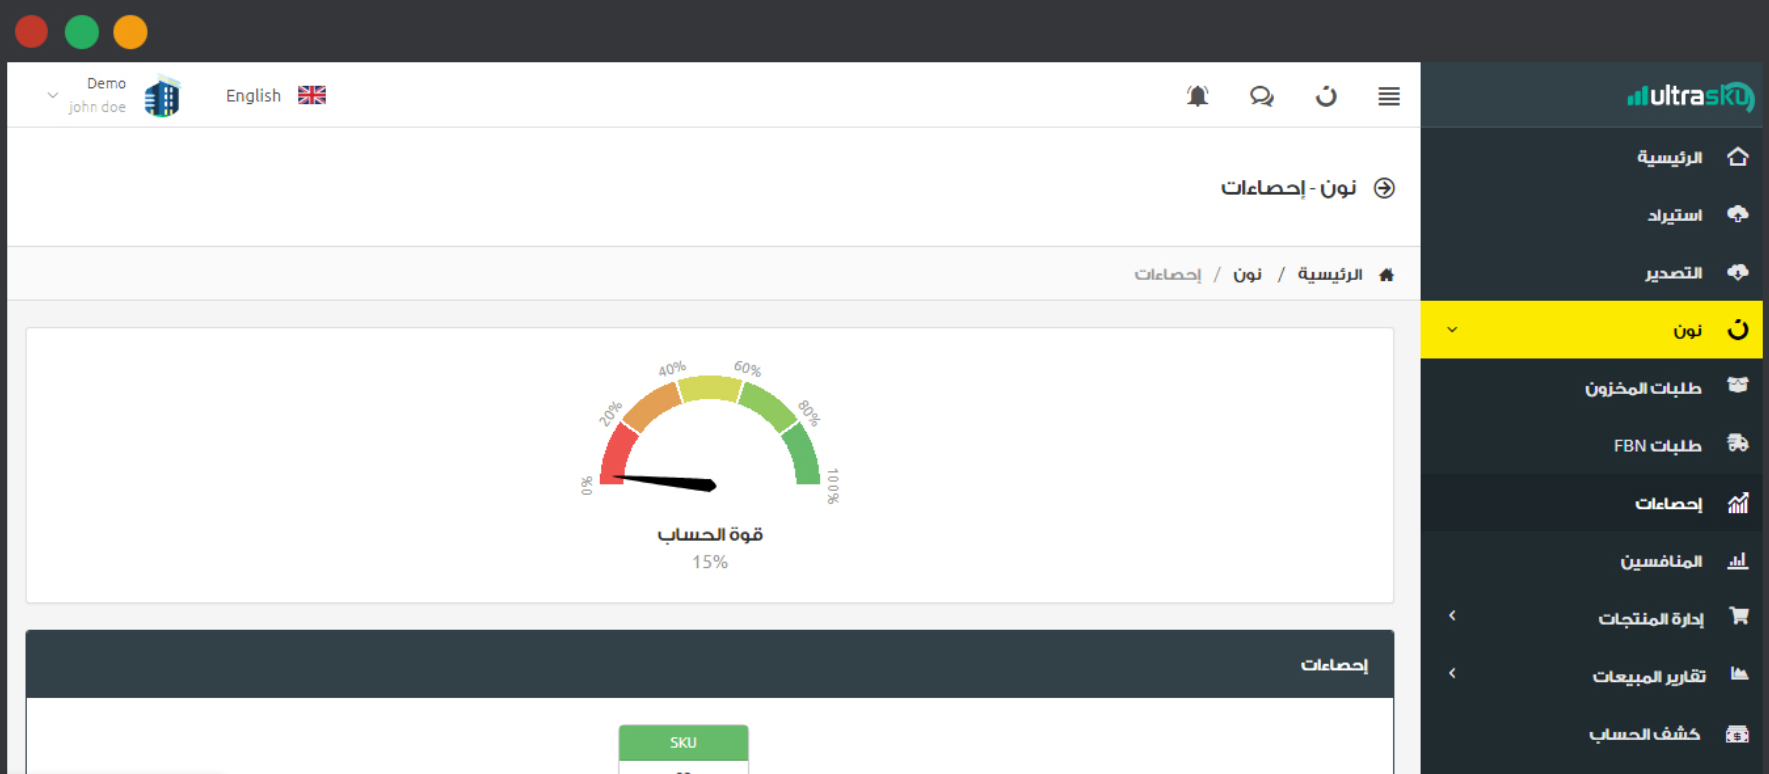 ultrasku
English
Demo
john doe
الرئيسية
استيراد
التصدير
نون
طلبات المخزون
طلبات FBN
إحصاءات
المنافسين
إدارة المنتجات
تقارير المبيعات
كشف الحساب
نون - إحصاءات
الرئيسية / نون / إحصاءات
0%
20%
40%
60%
80%
100%
قوة الحساب
15%
إحصاءات
SKU